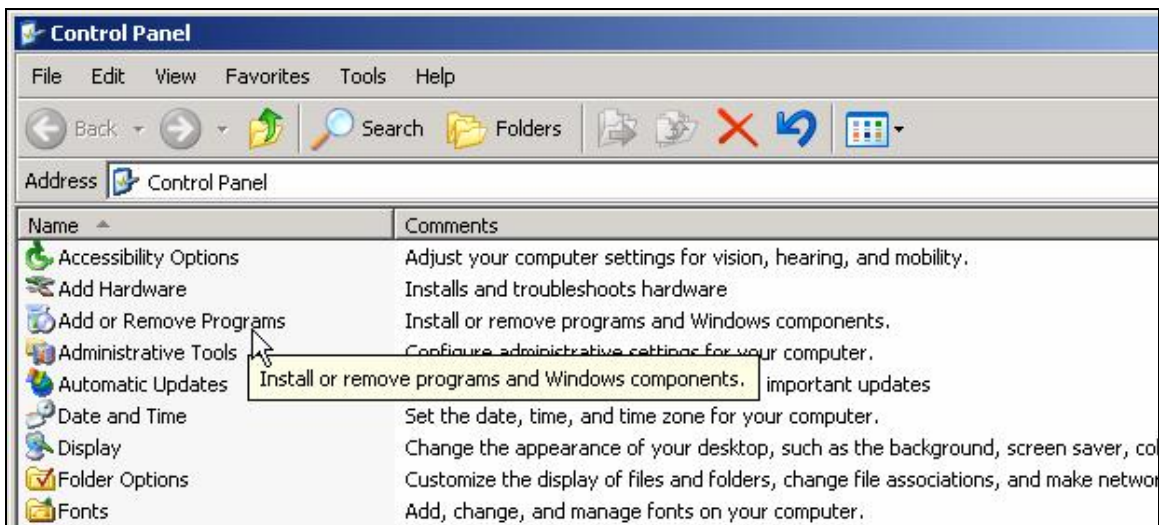 Control Panel
File Edit View Favorites Tools Help
Back Search Folders
Address Control Panel
Name Comments
Accessibility Options Adjust your computer settings for vision, hearing, and mobility.
Add Hardware Installs and troubleshoots hardware
Add or Remove Programs Install or remove programs and Windows components.
Administrative Tools Configure administrative settings for your computer.
Install or remove programs and Windows components.
Automatic Updates important updates
Date and Time Set the date, time, and time zone for your computer.
Display Change the appearance of your desktop, such as the background, screen saver,
Folder Options Customize the display of files and folders, change file associations, and make
Fonts Add, change, and manage fonts on your computer.